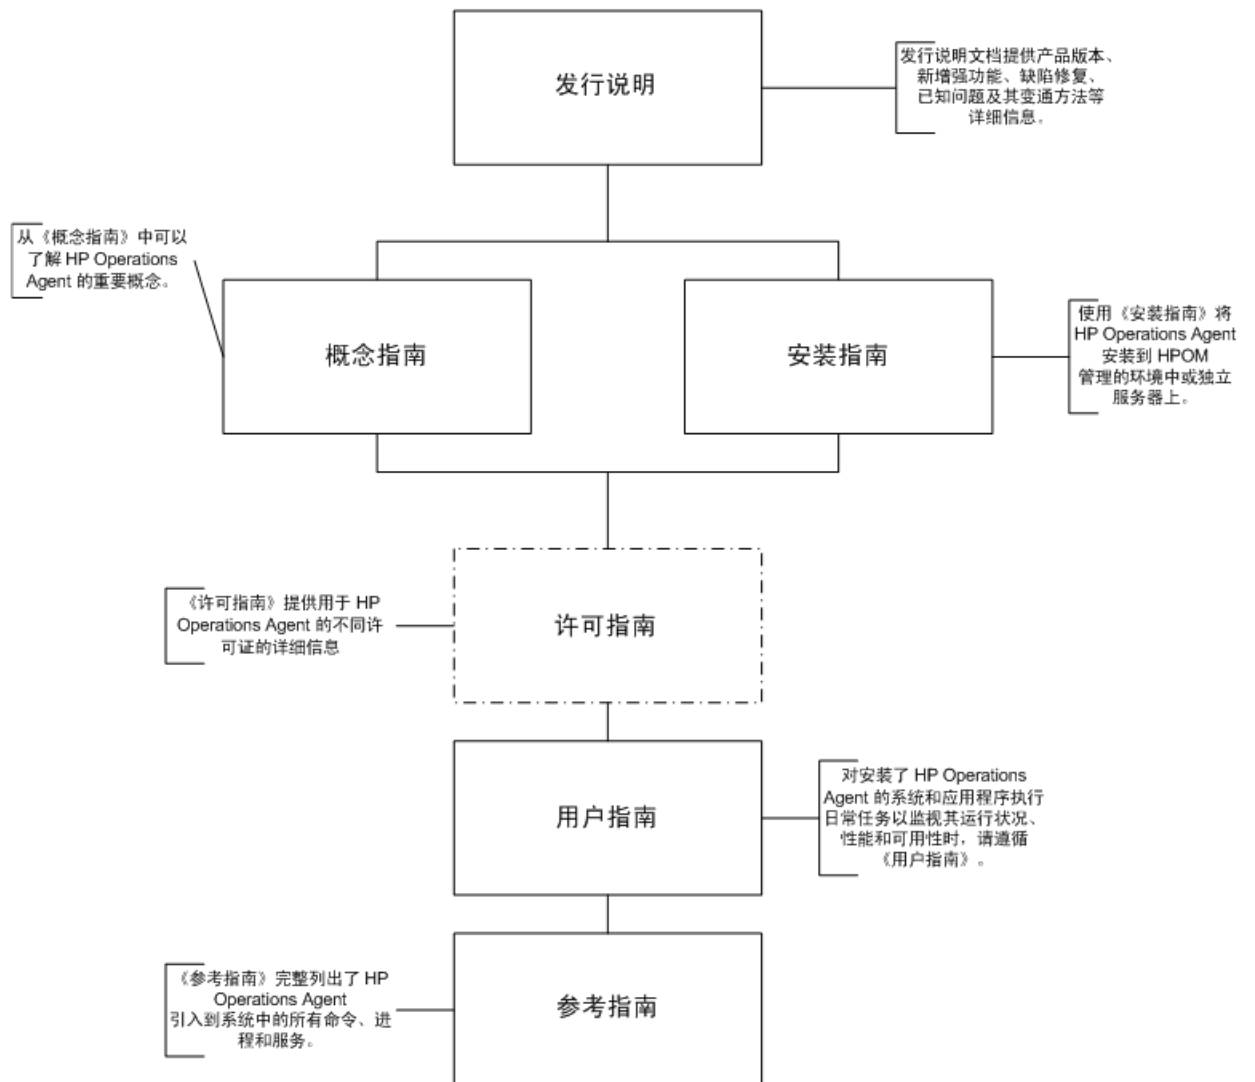 发行说明
发行说明文档提供产品版本、
新增强功能、缺陷修复、
已知问题及其变通方法等
详细信息。
从《概念指南》中可以
了解 HP Operations
Agent 的重要概念。
概念指南
安装指南
使用《安装指南》将
HP Operations Agent
安装到 HPOM
管理的环境中或独立
服务器上。
《许可指南》提供用于 HP
Operations Agent 的不同许
可证的详细信息
许可指南
用户指南
对安装了 HP Operations
Agent 的系统和应用程序执行
日常任务以监视其运行状况、
性能和可用性时，请遵循
《用户指南》。
《参考指南》完整列出了 HP
Operations Agent
引入到系统中的所有命令、进
程和服务。
参考指南